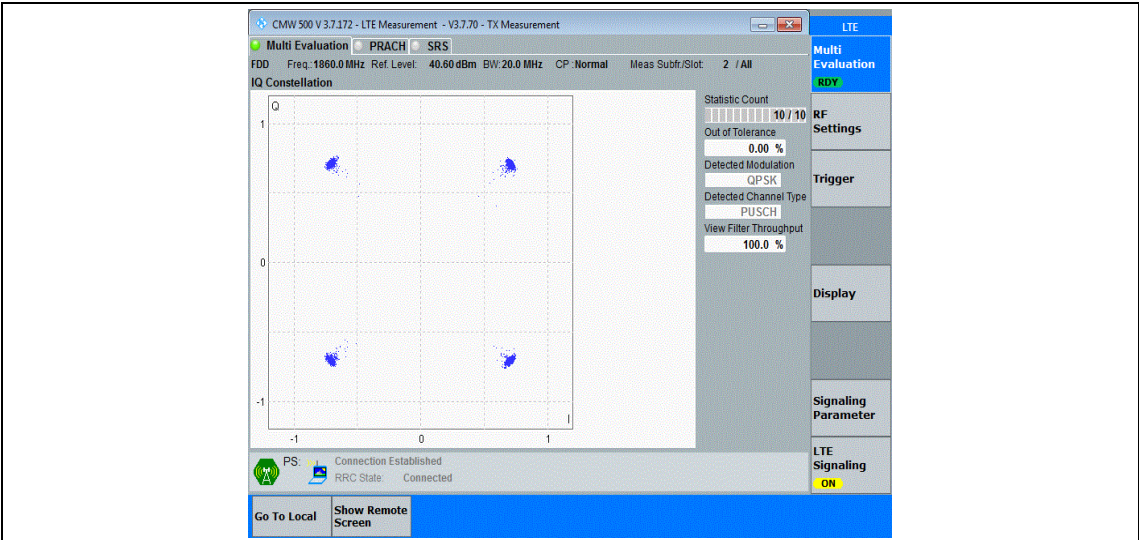 CMW 500 V 3.7.172 - LTE Measurement - V3.7.70 - TX Measurement
LTE
Multi Evaluation PRACH SRS
Multi
Evaluation
RDY
FDD Freq.: 1860.0 MHz Ref. Level: 40.60 dBm BW: 20.0 MHz CP : Normal Meas Subfr./Slot: 2 / All
IQ Constellation
Q
1
0
-1
-1
0
1
I
Statistic Count
10 / 10
Out of Tolerance
0.00 %
Detected Modulation
QPSK
Detected Channel Type
PUSCH
View Filter Throughput
100.0 %
RF
Settings
Trigger
Display
Signaling
Parameter
LTE
Signaling
ON
PS: Connection Established
RRC State: Connected
Go To Local
Show Remote
Screen